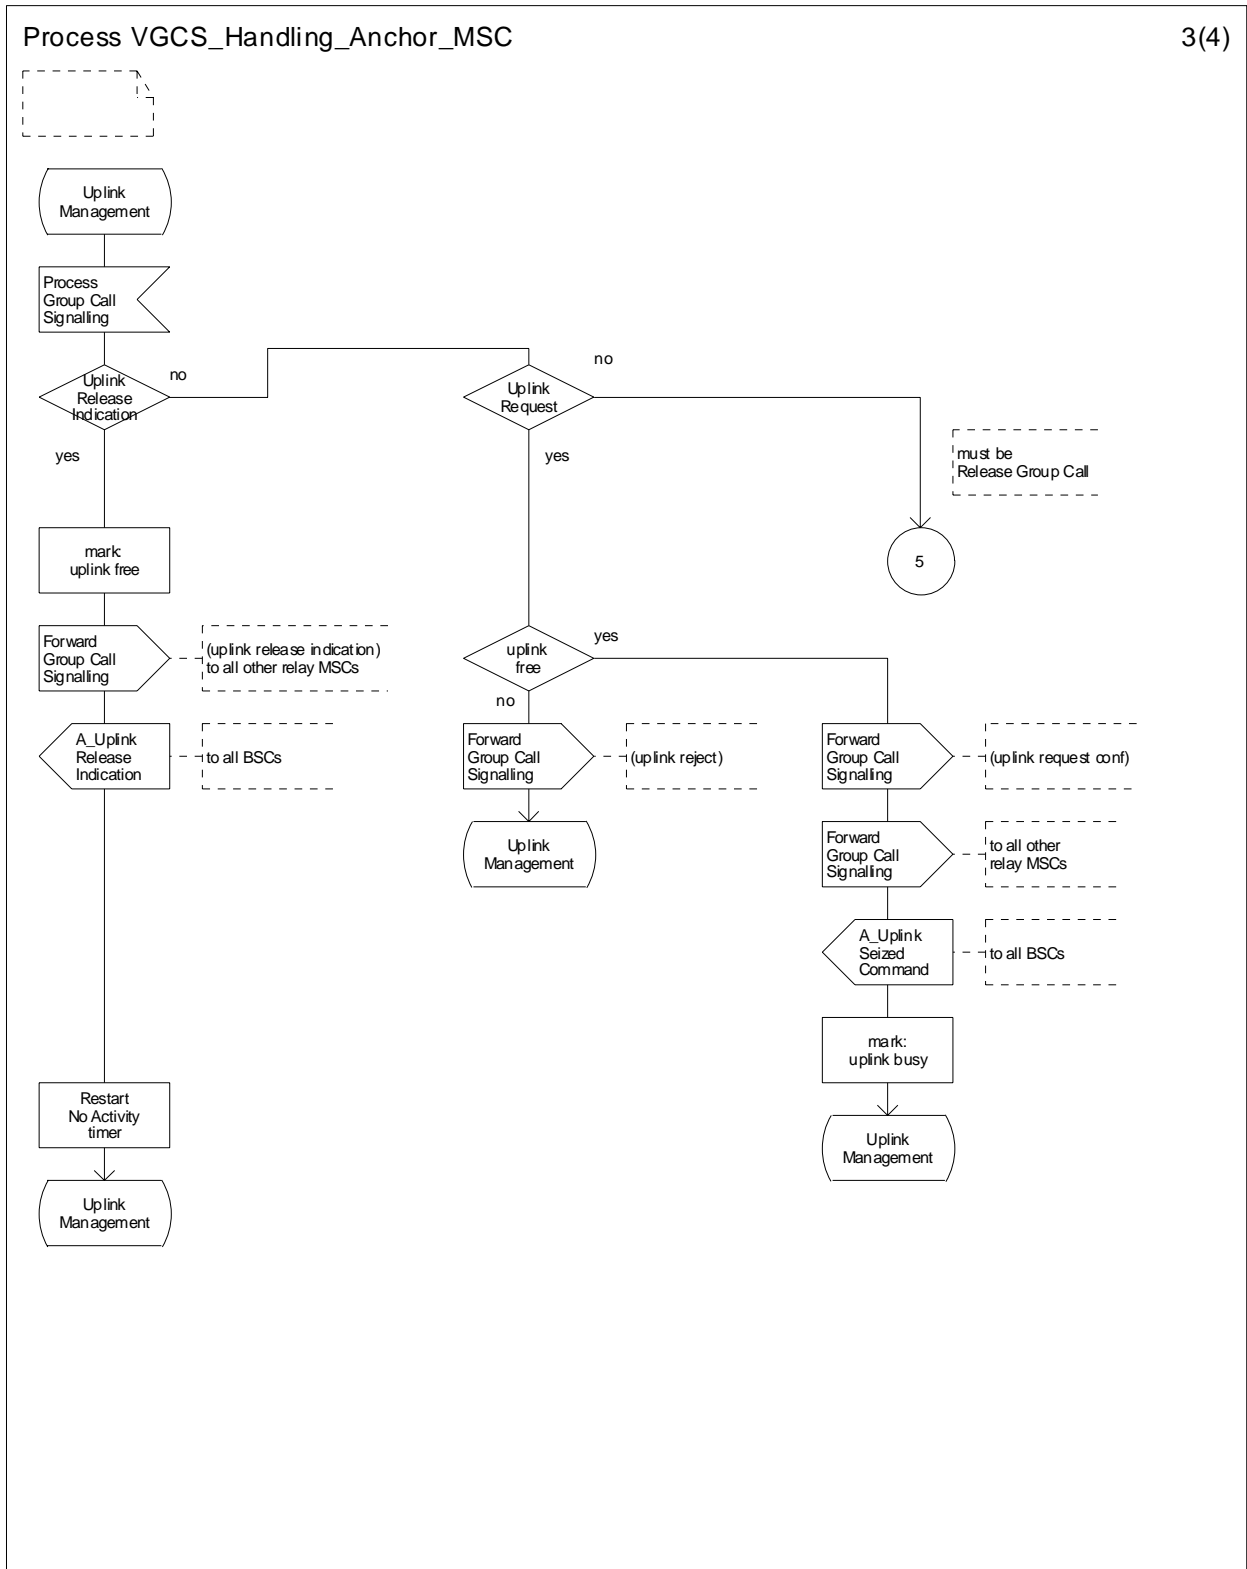 Process VGCS_Handling_Anchor_MSC
3(4)
Uplink
Management
Process
Group Call
Signalling
Uplink
Release
Indication
no
yes
Uplink
Request
no
yes
must be
Release Group Call
5
mark:
uplink free
Forward
Group Call
Signalling
(uplink release indication)
to all other relay MSCs
A_Uplink
Release
Indication
to all BSCs
Restart
No Activity
timer
Uplink
Management
uplink
free
yes
no
Forward
Group Call
Signalling
(uplink reject)
Uplink
Management
Forward
Group Call
Signalling
(uplink request conf)
Forward
Group Call
Signalling
to all other
relay MSCs
A_Uplink
Seized
Command
to all BSCs
mark:
uplink busy
Uplink
Management